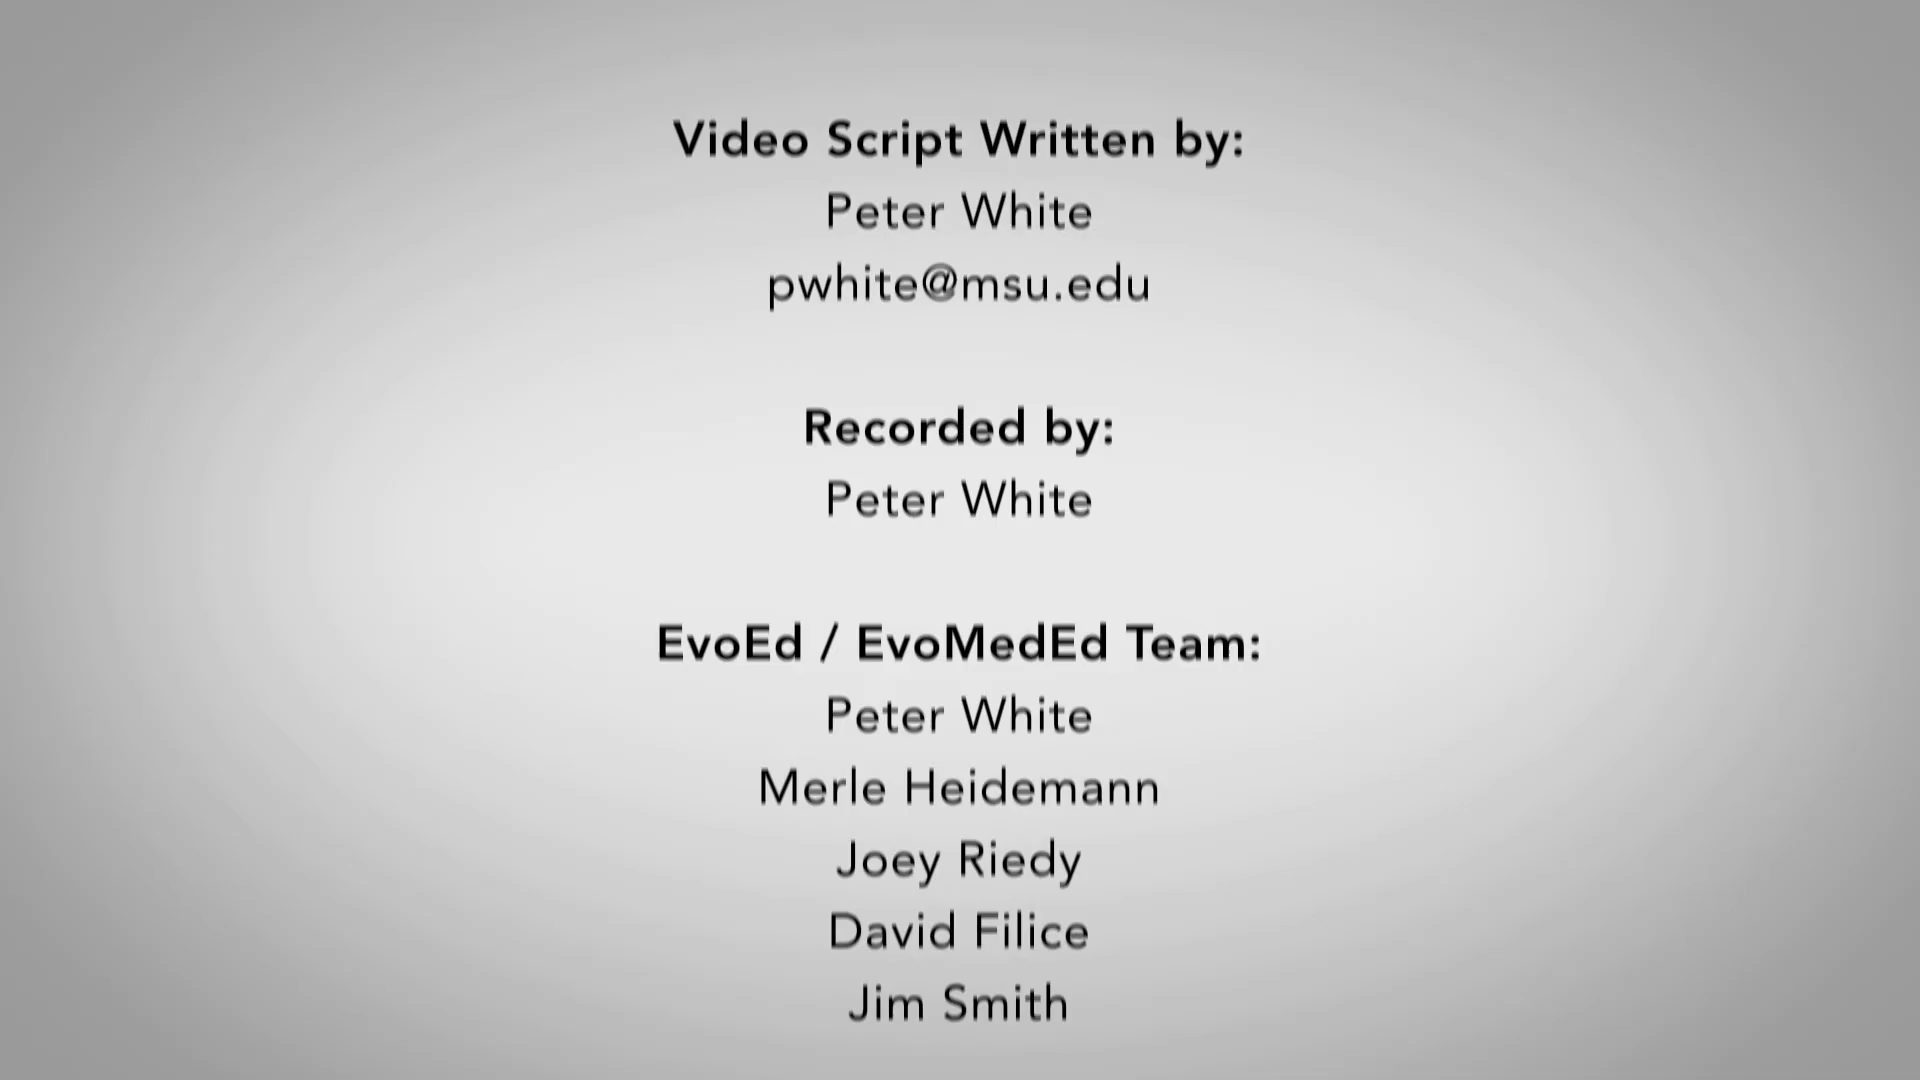 Video Script Written by:
Peter White
pwhite@msu.edu
Recorded by:
Peter White
EvoEd / EvoMedEd Team:
Peter White
Merle Heidemann
Joey Riedy
David Filice
Jim Smith